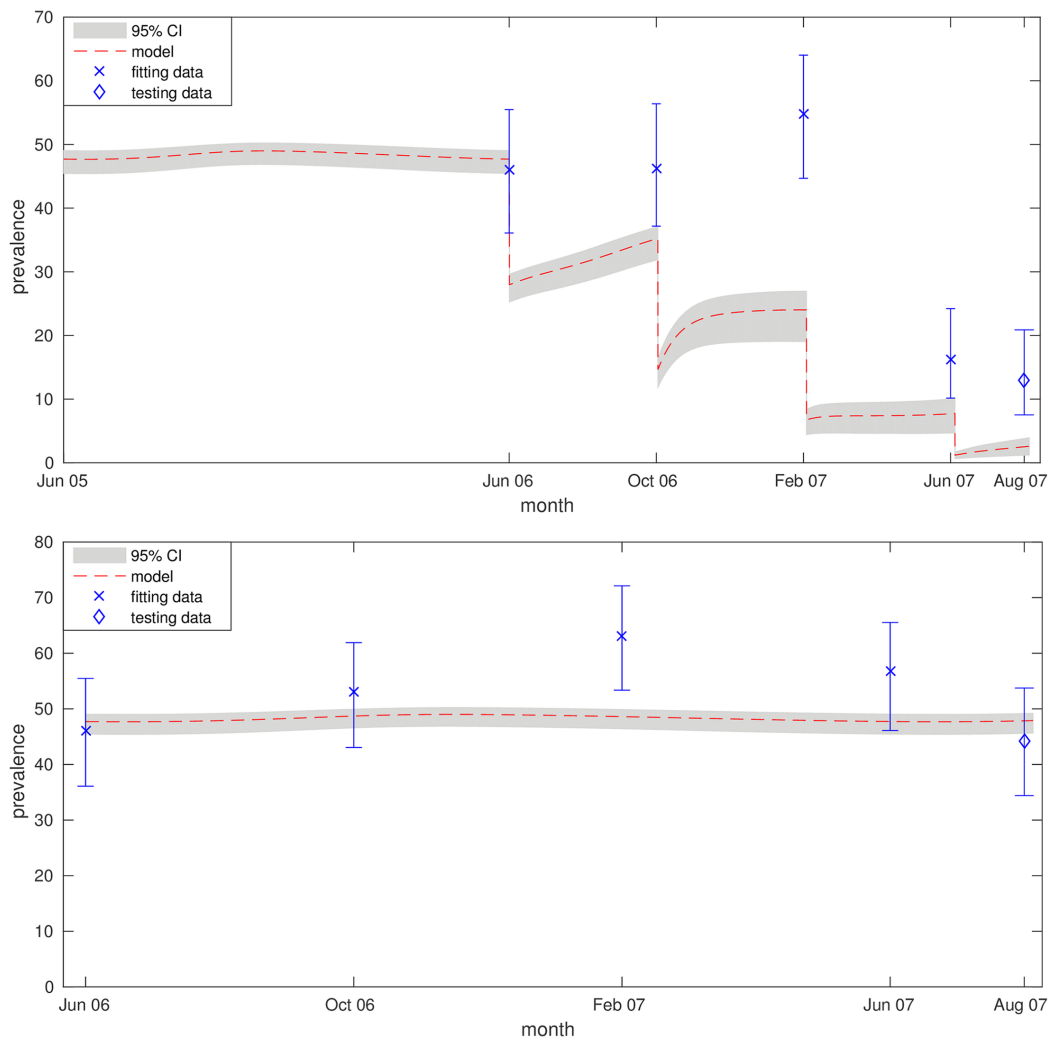 70
60
50
40
30
20
10
0
prevalence
95% CI
model
fitting data
testing data
Jun 05
Jun 06
Oct 06
Feb 07
Jun 07
Aug 07
month
80
70
60
50
40
30
20
10
0
prevalence
95% CI
model
fitting data
testing data
Jun 06
Oct 06
Feb 07
Jun 07
Aug 07
month